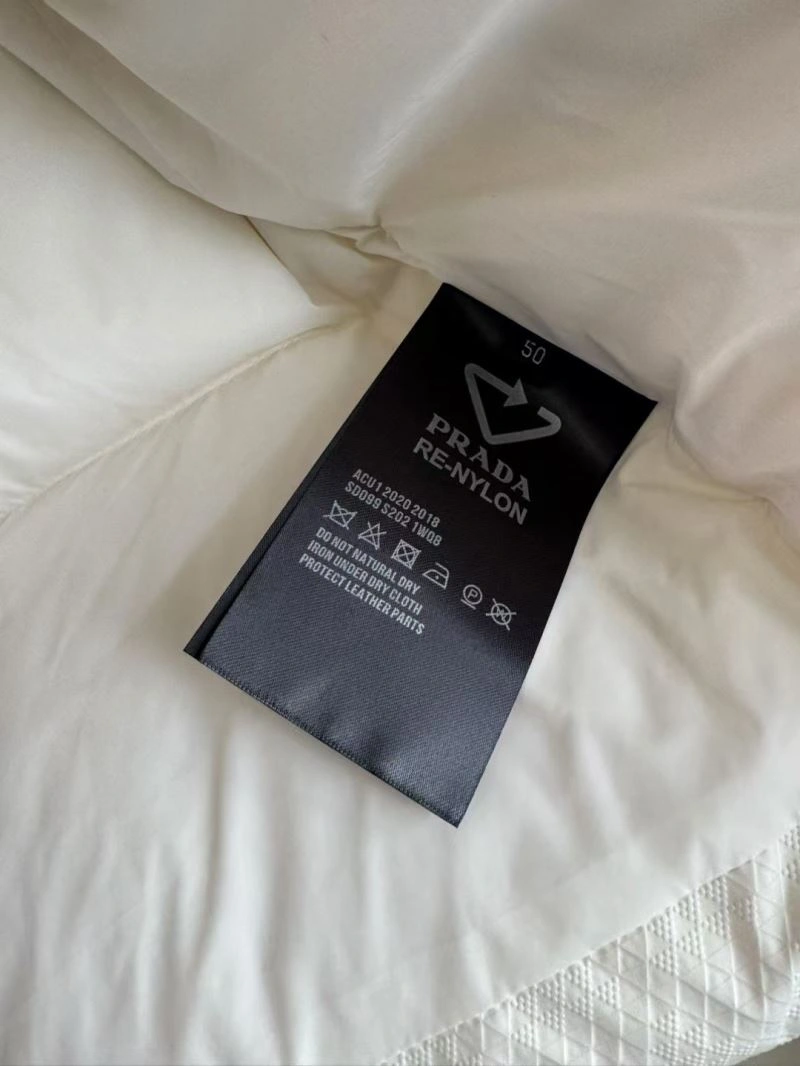 50
PRADA
RE-NYLON
ACU1 2020 2018
SD099 S202 1WQ8
P
W
DO NOT NATURAL DRY
IRON UNDER DRY CLOTH
PROTECT LEATHER PARTS